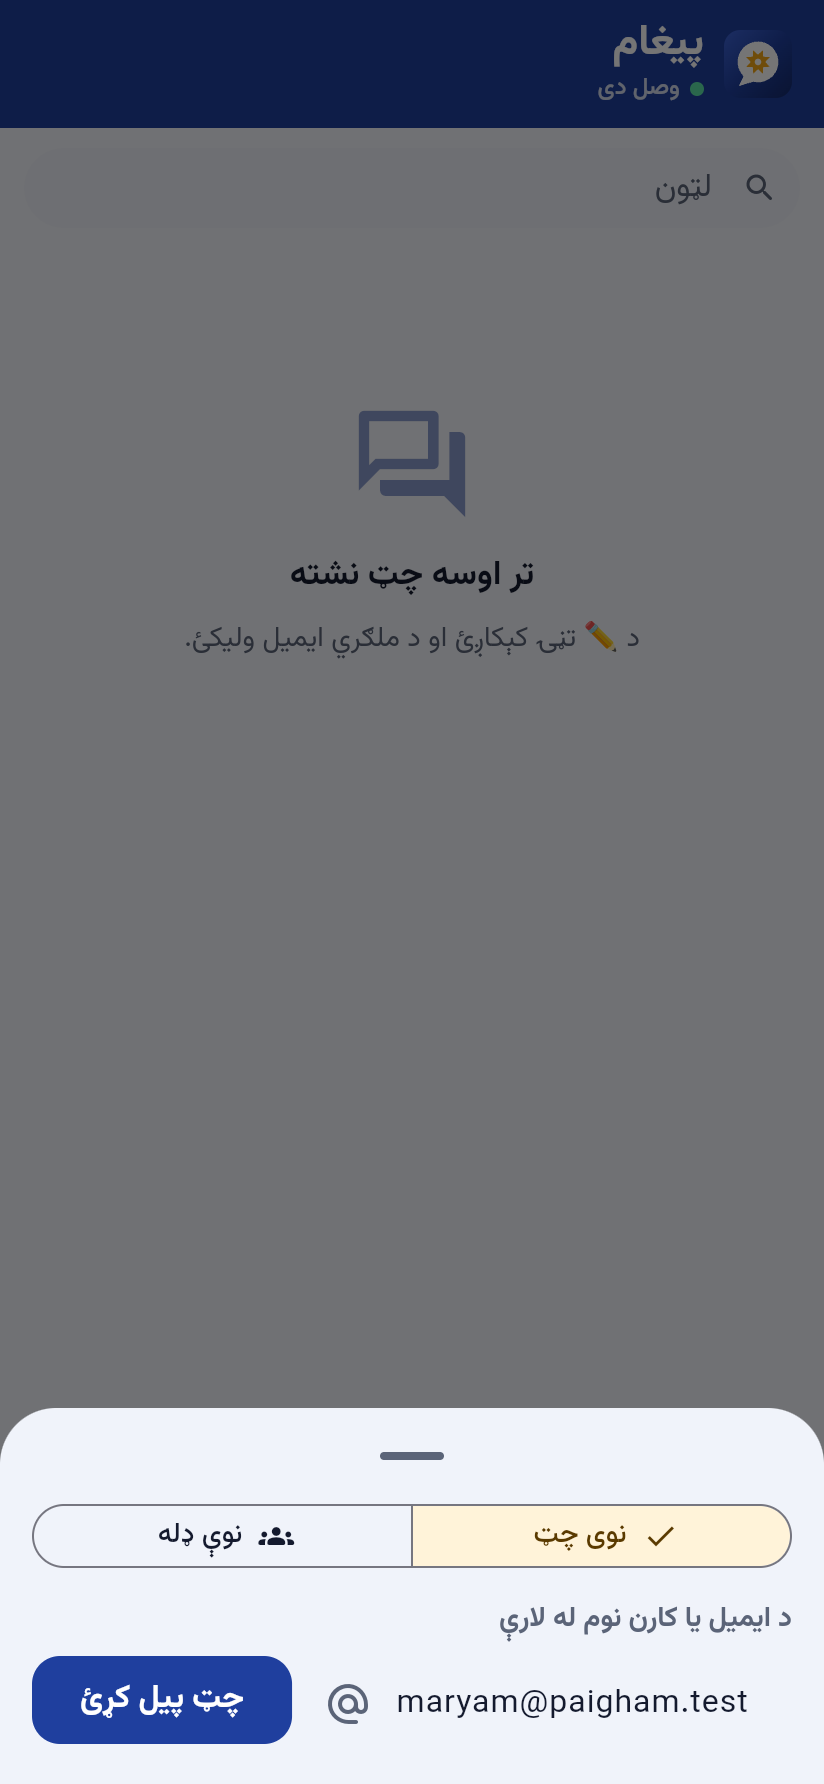 پیغام
وصل دی
لټون
تر اوسه چټ نشته
د ✏️ تڼۍ کېکاږئ او د ملګري ایمیل ولیکئ.
نوی چټ
نوې ډله
د ایمیل یا کارن نوم له لارې
maryam@paigham.test
چټ پیل کړئ